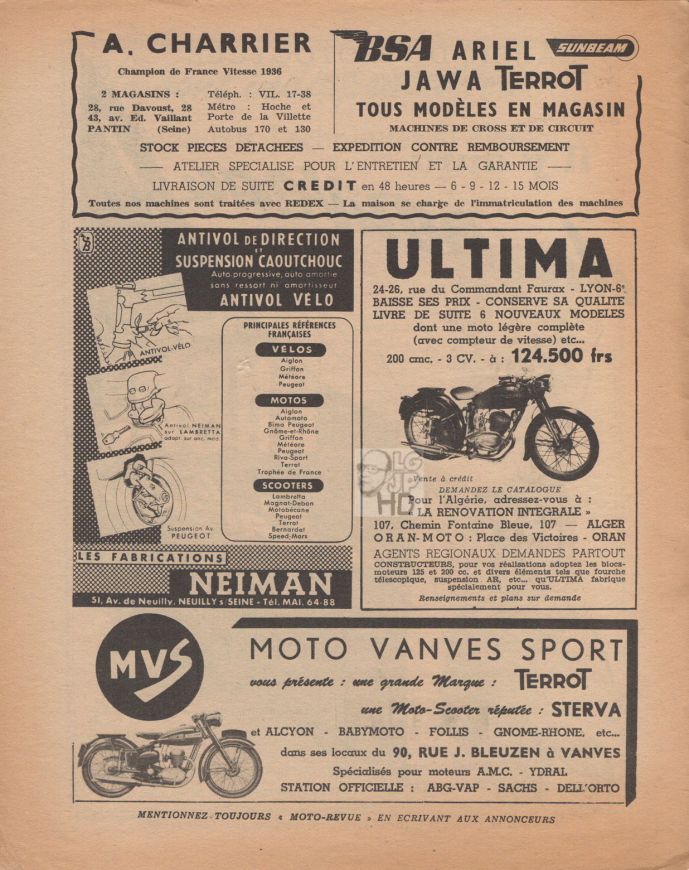 A. CHARRIER
Champion de France Vitesse 1936
2 MAGASINS :
28, rue Davoust, 28
43, av. Ed. Vaillant
PANTIN (Seine)
Téléph. : VIL. 17-38
Métro : Hoche et
Porte de la Villette
Autobus 170 et 130
BSA ARIEL SUNBEAM
JAWA TERROT
TOUS MODÈLES EN MAGASIN
MACHINES DE CROSS ET DE CIRCUIT
STOCK PIECES DETACHEES — EXPEDITION CONTRE REMBOURSEMENT
— ATELIER SPECIALISE POUR L'ENTRETIEN ET LA GARANTIE —
LIVRAISON DE SUITE CREDIT en 48 heures — 6 - 9 - 12 - 15 MOIS
Toutes nos machines sont traitées avec REDEX — La maison se charge de l'immatriculation des machines
ANTIVOL DE DIRECTION
et
SUSPENSION CAOUTCHOUC
Auto-progressive, auto amortie
sans ressort ni amortisseur
ANTIVOL VÉLO
ANTIVOL-VÉLO
Antivol NEIMAN
sur LAMBRETTA
adapt. sur anc. mot.
Suspension Av.
PEUGEOT
PRINCIPALES RÉFÉRENCES
FRANÇAISES
VÉLOS
Aiglon
Griffon
Météore
Peugeot
MOTOS
Aiglon
Automoto
Bima Peugeot
Gnôme-et-Rhône
Griffon
Météore
Peugeot
Riva-Sport
Terrot
Trophée de France
SCOOTERS
Lambretta
Magnat-Debon
Motobécane
Peugeot
Terrot
Bernardet
Speed-Mors
LES FABRICATIONS
NEIMAN
51, Av. de Neuilly. NEUILLY s SEINE - Tél. MAI. 64-88
ULTIMA
24-26, rue du Commandant Faurax - LYON-6e.
BAISSE SES PRIX - CONSERVE SA QUALITE
LIVRE DE SUITE 6 NOUVEAUX MODELES
dont une moto légère complète
(avec compteur de vitesse) etc...
200 cmc. - 3 CV. - à : 124.500 frs
LG
JP
HD
Vente à crédit
DEMANDEZ LE CATALOGUE
Pour l'Algérie, adressez-vous à :
« LA RENOVATION INTEGRALE »
107, Chemin Fontaine Bleue, 107 — ALGER
ORAN-MOTO : Place des Victoires - ORAN
AGENTS REGIONAUX DEMANDES PARTOUT
CONSTRUCTEURS, pour vos réalisations adoptez les blocs-
moteurs 125 et 200 cc. et divers éléments tels que fourche
télescopique, suspension AR, etc... qu'ULTIMA fabrique
spécialement pour vous.
Renseignements et plans sur demande
MVS
MOTO VANVES SPORT
vous présente : une grande Marque : TERROT
une Moto-Scooter réputée : STERVA
et ALCYON - BABYMOTO - FOLLIS - GNOME-RHONE, etc...
dans ses locaux du 90, RUE J. BLEUZEN à VANVES
Spécialisés pour moteurs A.M.C. - YDRAL
STATION OFFICIELLE : ABG-VAP - SACHS - DELL'ORTO
MENTIONNEZ TOUJOURS « MOTO-REVUE » EN ECRIVANT AUX ANNONCEURS